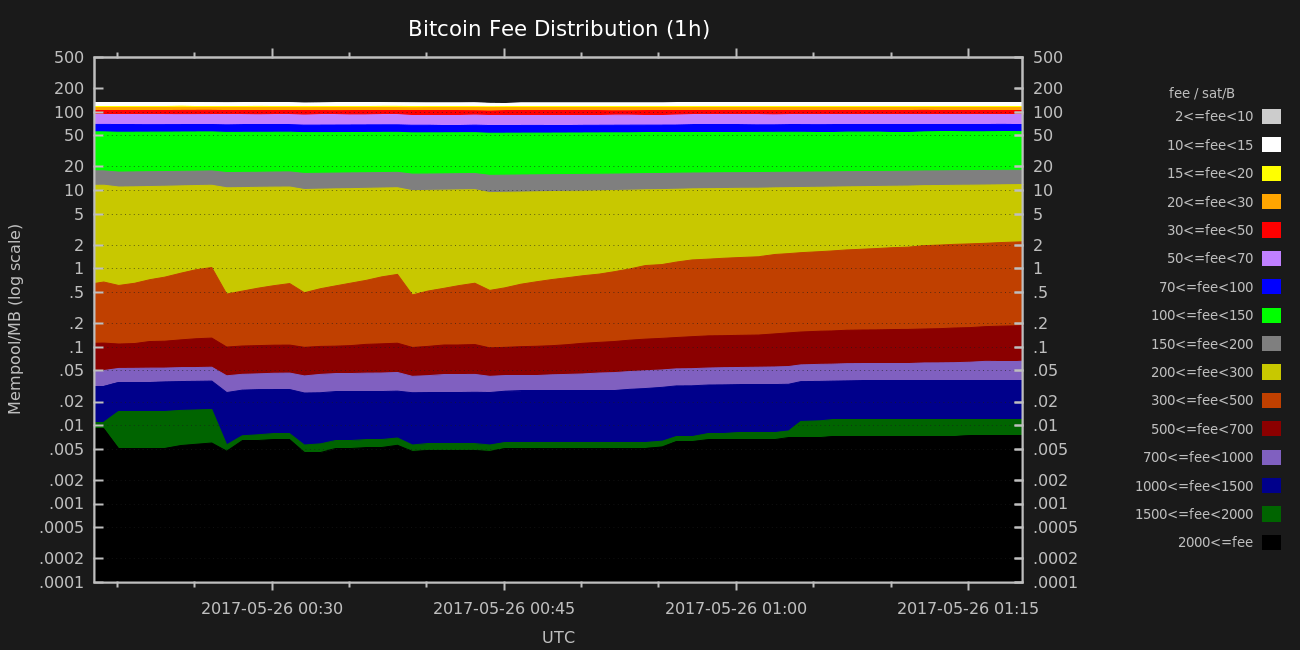 Bitcoin Fee Distribution (1h)
500
200
100
50
20
10
5
2
1
.5
.2
.1
.05
.02
.01
.005
.002
.001
.0005
.0002
.0001
Mempool/MB (log scale)
500
200
100
50
20
10
5
2
1
.5
.2
.1
.05
.02
.01
.005
.002
.001
.0005
.0002
.0001
2017-05-26 00:30
2017-05-26 00:45
2017-05-26 01:00
2017-05-26 01:15
UTC
fee / sat/B
2<=fee<10
10<=fee<15
15<=fee<20
20<=fee<30
30<=fee<50
50<=fee<70
70<=fee<100
100<=fee<150
150<=fee<200
200<=fee<300
300<=fee<500
500<=fee<700
700<=fee<1000
1000<=fee<1500
1500<=fee<2000
2000<=fee